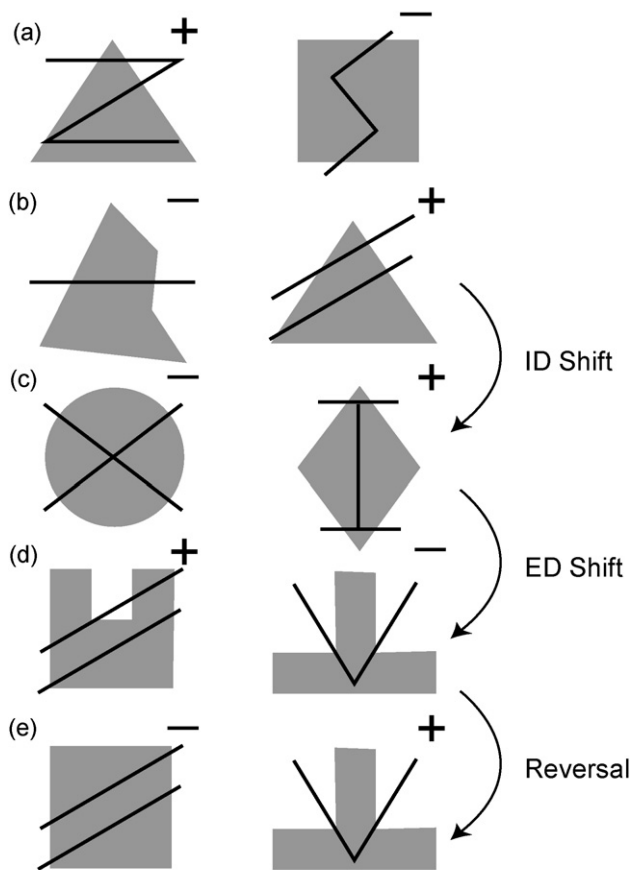 (a) + −
(b) − +
ID Shift
(c) − +
ED Shift
(d) + −
Reversal
(e) − +